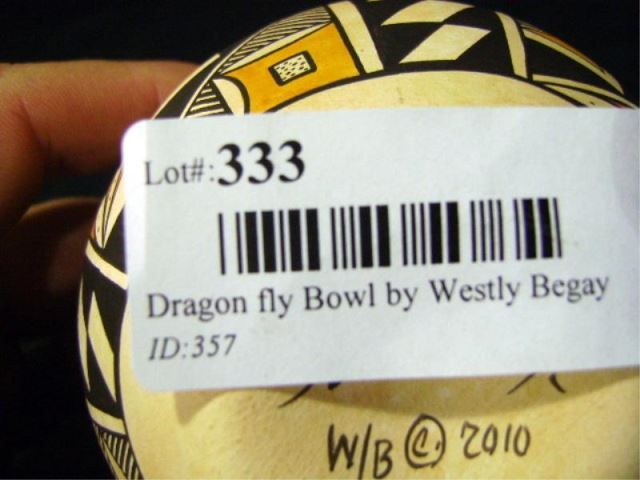 Lot#:333
Dragon fly Bowl by Westly Begay
ID:357
W/B © 2010